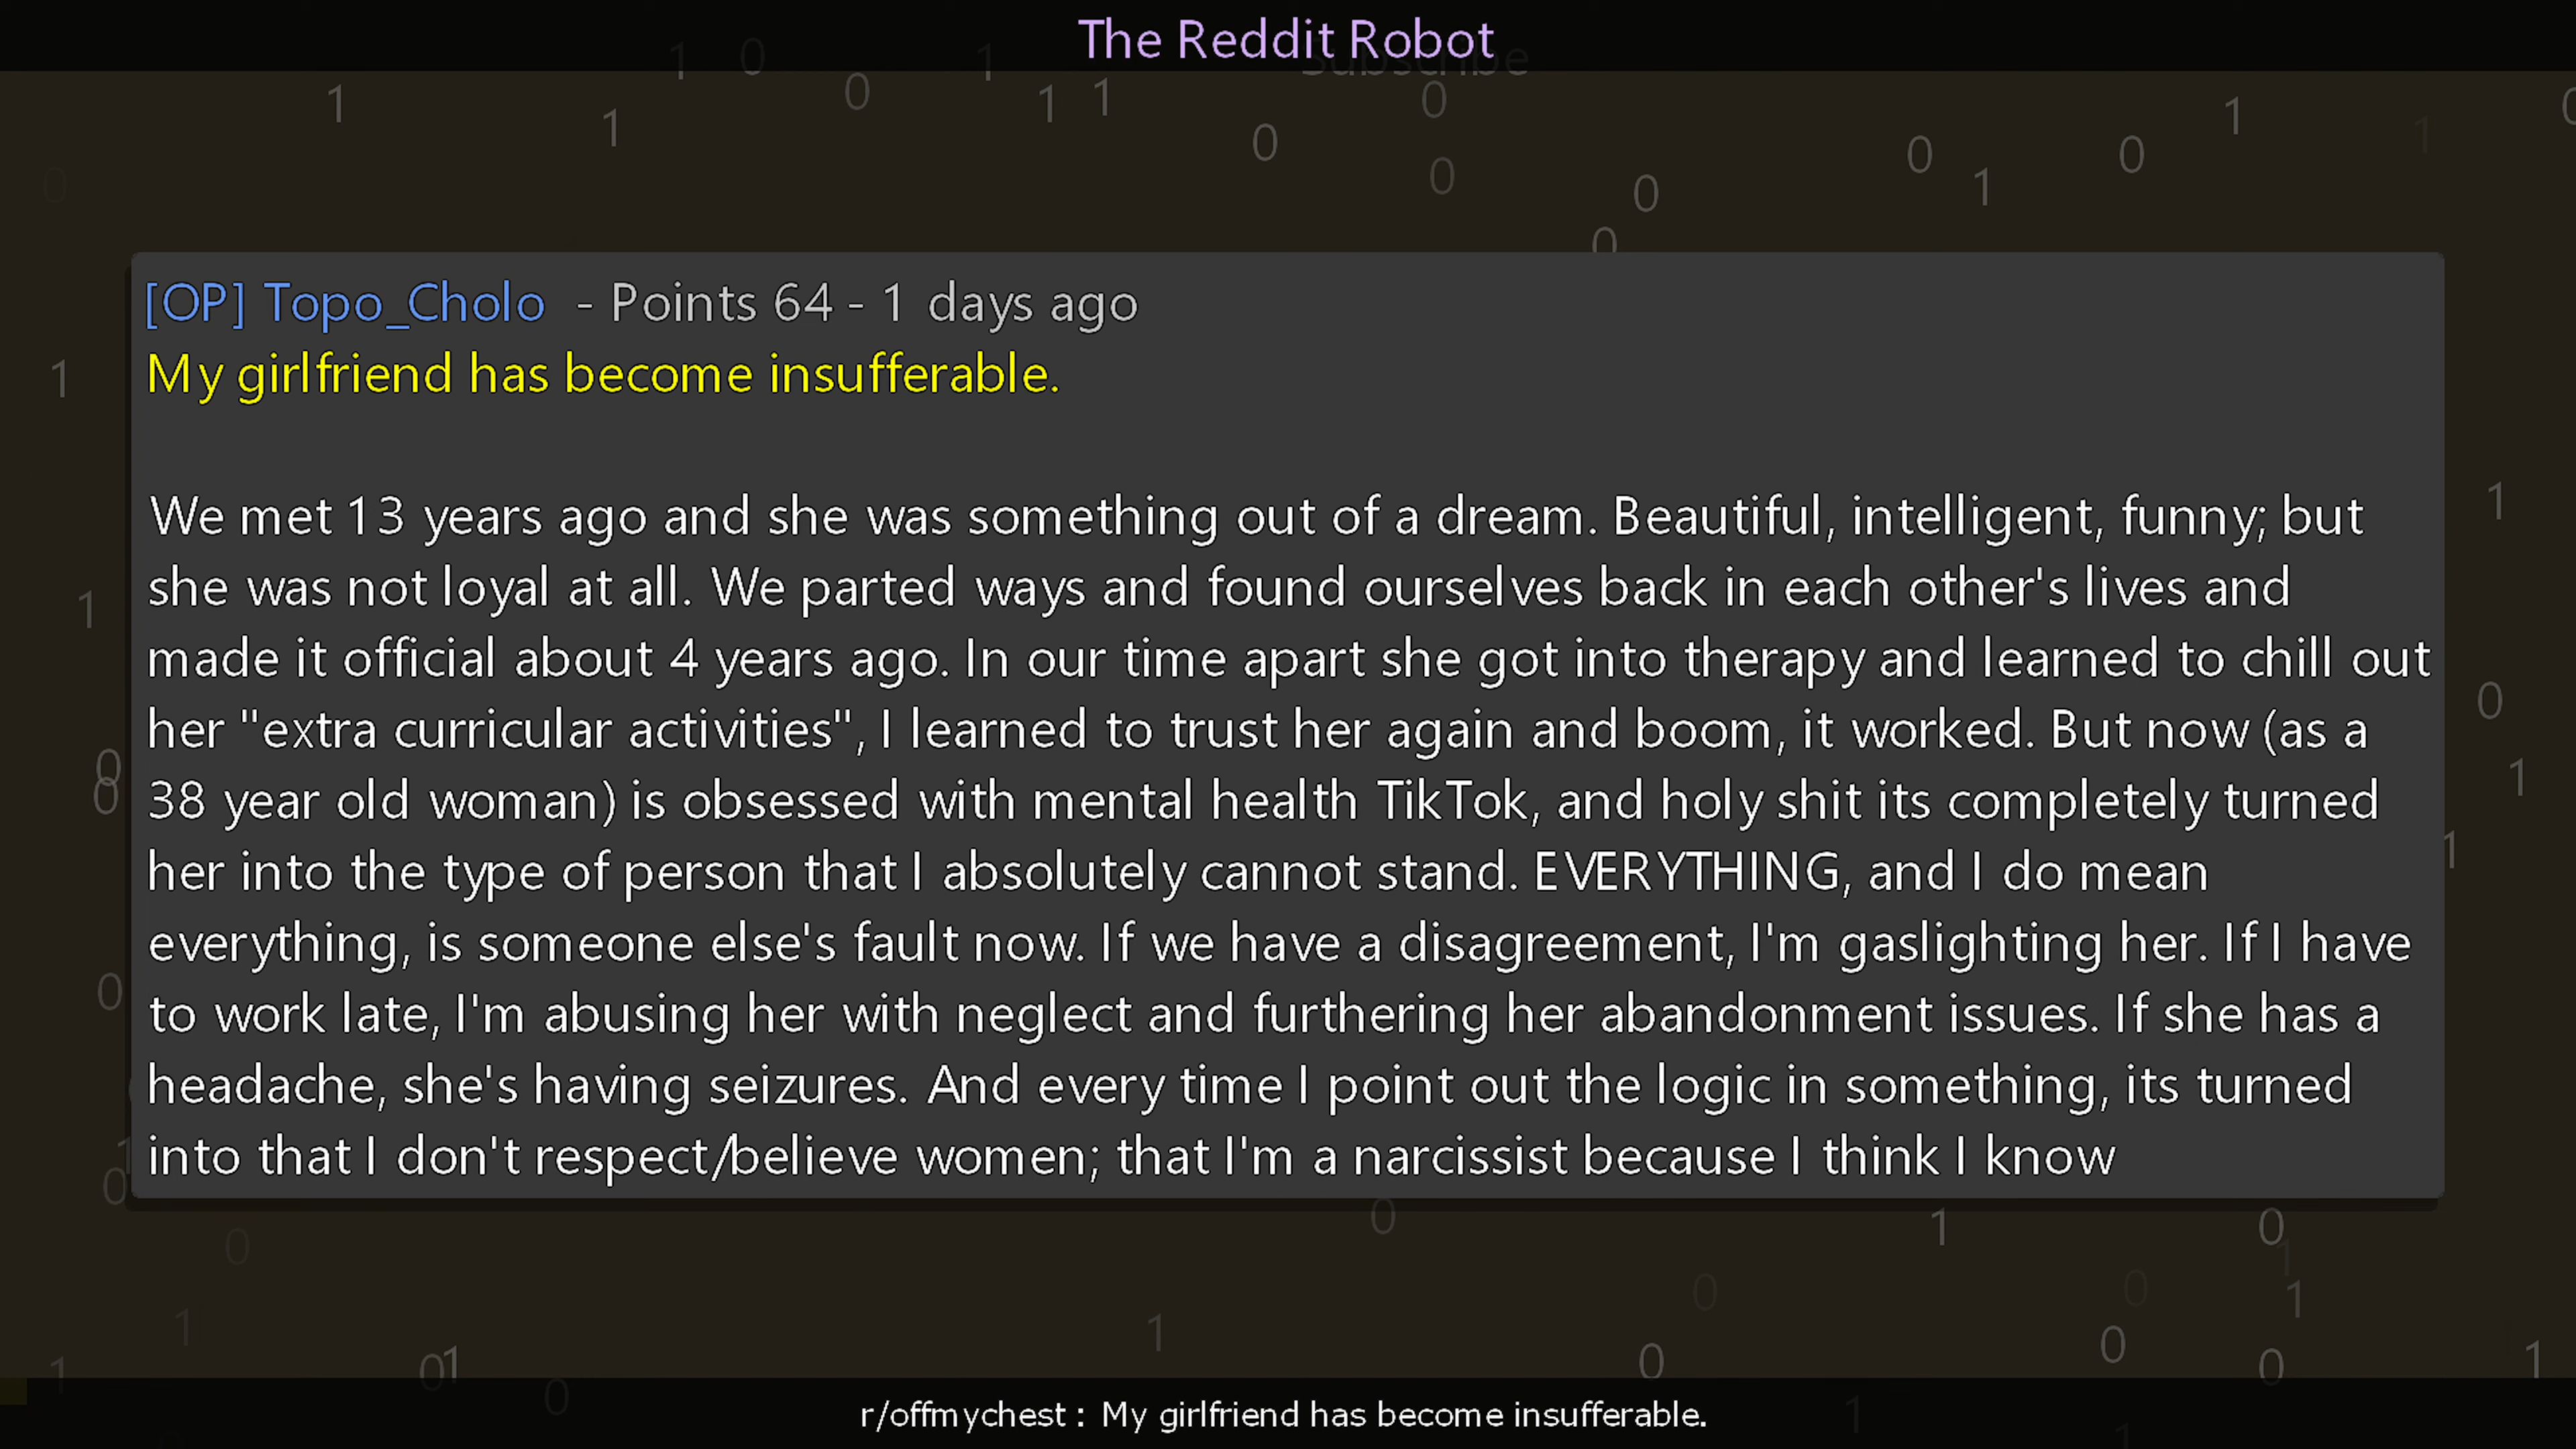 The Reddit Robot
Subscribe
[OP] Topo_Cholo - Points 64 - 1 days ago
My girlfriend has become insufferable.
We met 13 years ago and she was something out of a dream. Beautiful, intelligent, funny; but
she was not loyal at all. We parted ways and found ourselves back in each other's lives and
made it official about 4 years ago. In our time apart she got into therapy and learned to chill out
her "extra curricular activities", I learned to trust her again and boom, it worked. But now (as a
38 year old woman) is obsessed with mental health TikTok, and holy shit its completely turned
her into the type of person that I absolutely cannot stand. EVERYTHING, and I do mean
everything, is someone else's fault now. If we have a disagreement, I'm gaslighting her. If I have
to work late, I'm abusing her with neglect and furthering her abandonment issues. If she has a
headache, she's having seizures. And every time I point out the logic in something, its turned
into that I don't respect/believe women; that I'm a narcissist because I think I know
r/offmychest : My girlfriend has become insufferable.